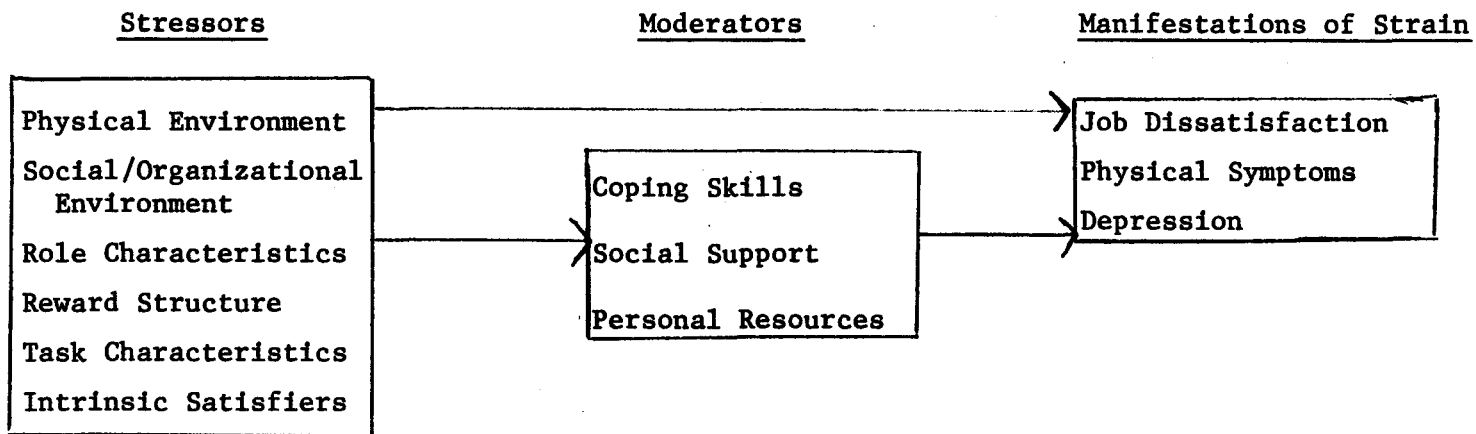 Stressors
Moderators
Manifestations of Strain
Physical Environment
Social/Organizational
Environment
Role Characteristics
Reward Structure
Task Characteristics
Intrinsic Satisfiers
Coping Skills
Social Support
Personal Resources
Job Dissatisfaction
Physical Symptoms
Depression